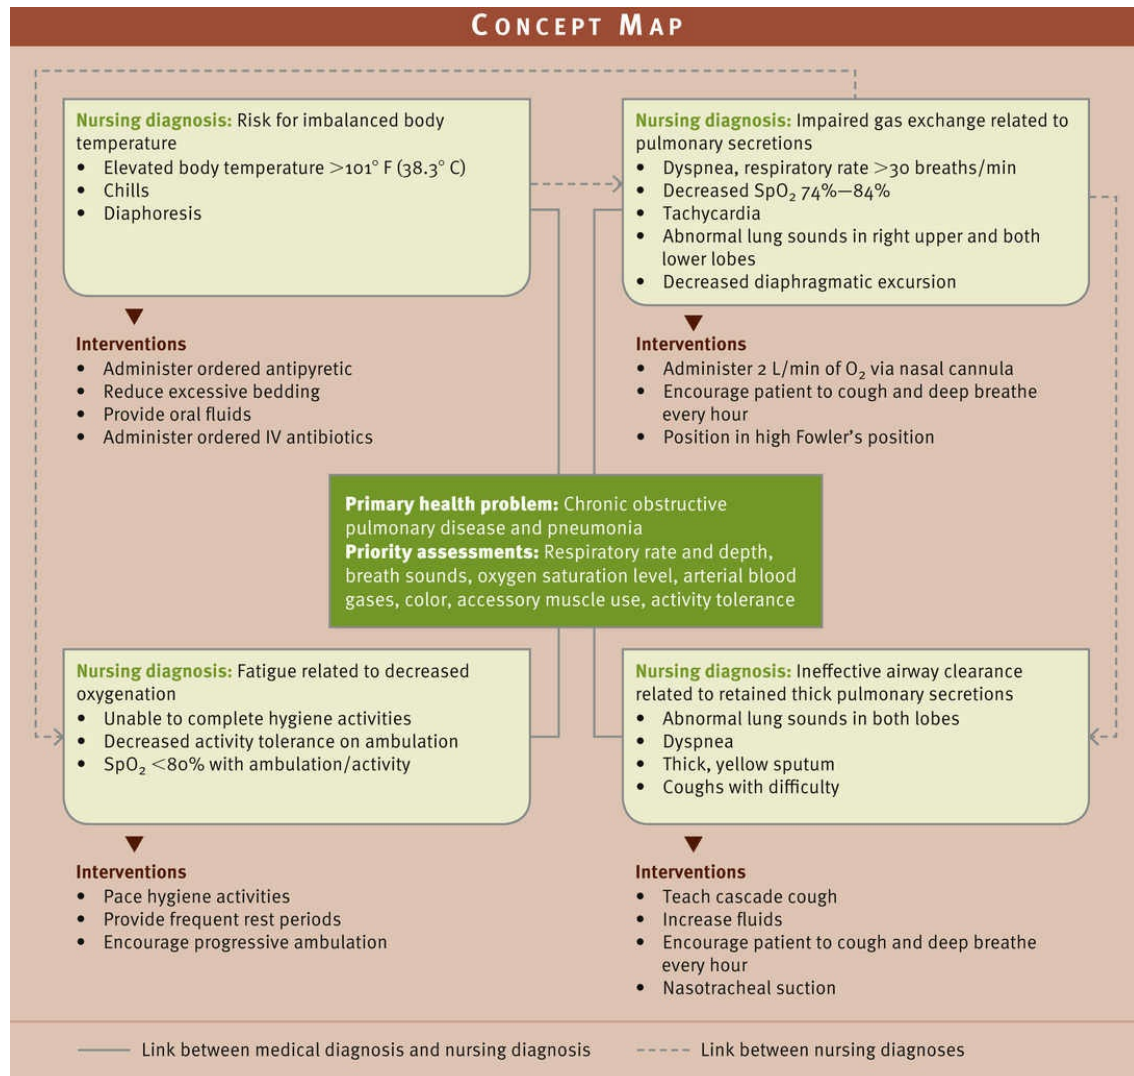 CONCEPT MAP
Nursing diagnosis: Risk for imbalanced body
temperature
• Elevated body temperature >101° F (38.3° C)
• Chills
• Diaphoresis
Interventions
• Administer ordered antipyretic
• Reduce excessive bedding
• Provide oral fluids
• Administer ordered IV antibiotics
Nursing diagnosis: Impaired gas exchange related to
pulmonary secretions
• Dyspnea, respiratory rate >30 breaths/min
• Decreased SpO₂ 74%—84%
• Tachycardia
• Abnormal lung sounds in right upper and both
lower lobes
• Decreased diaphragmatic excursion
Interventions
• Administer 2 L/min of O₂ via nasal cannula
• Encourage patient to cough and deep breathe
every hour
• Position in high Fowler’s position
Primary health problem: Chronic obstructive
pulmonary disease and pneumonia
Priority assessments: Respiratory rate and depth,
breath sounds, oxygen saturation level, arterial blood
gases, color, accessory muscle use, activity tolerance
Nursing diagnosis: Fatigue related to decreased
oxygenation
• Unable to complete hygiene activities
• Decreased activity tolerance on ambulation
• SpO₂ <80% with ambulation/activity
Interventions
• Pace hygiene activities
• Provide frequent rest periods
• Encourage progressive ambulation
Nursing diagnosis: Ineffective airway clearance
related to retained thick pulmonary secretions
• Abnormal lung sounds in both lobes
• Dyspnea
• Thick, yellow sputum
• Coughs with difficulty
Interventions
• Teach cascade cough
• Increase fluids
• Encourage patient to cough and deep breathe
every hour
• Nasotracheal suction
Link between medical diagnosis and nursing diagnosis
Link between nursing diagnoses